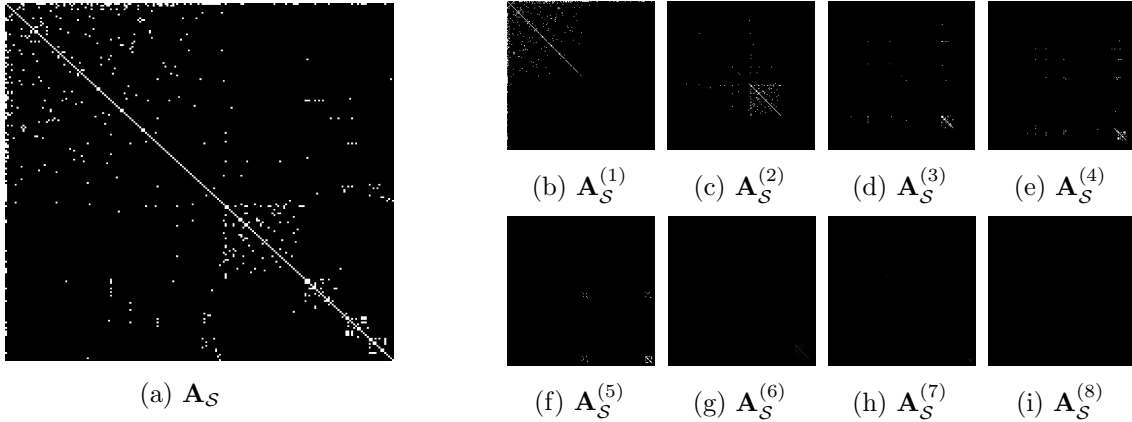 (a) A_S
(b) A_S^(1)
(c) A_S^(2)
(d) A_S^(3)
(e) A_S^(4)
(f) A_S^(5)
(g) A_S^(6)
(h) A_S^(7)
(i) A_S^(8)